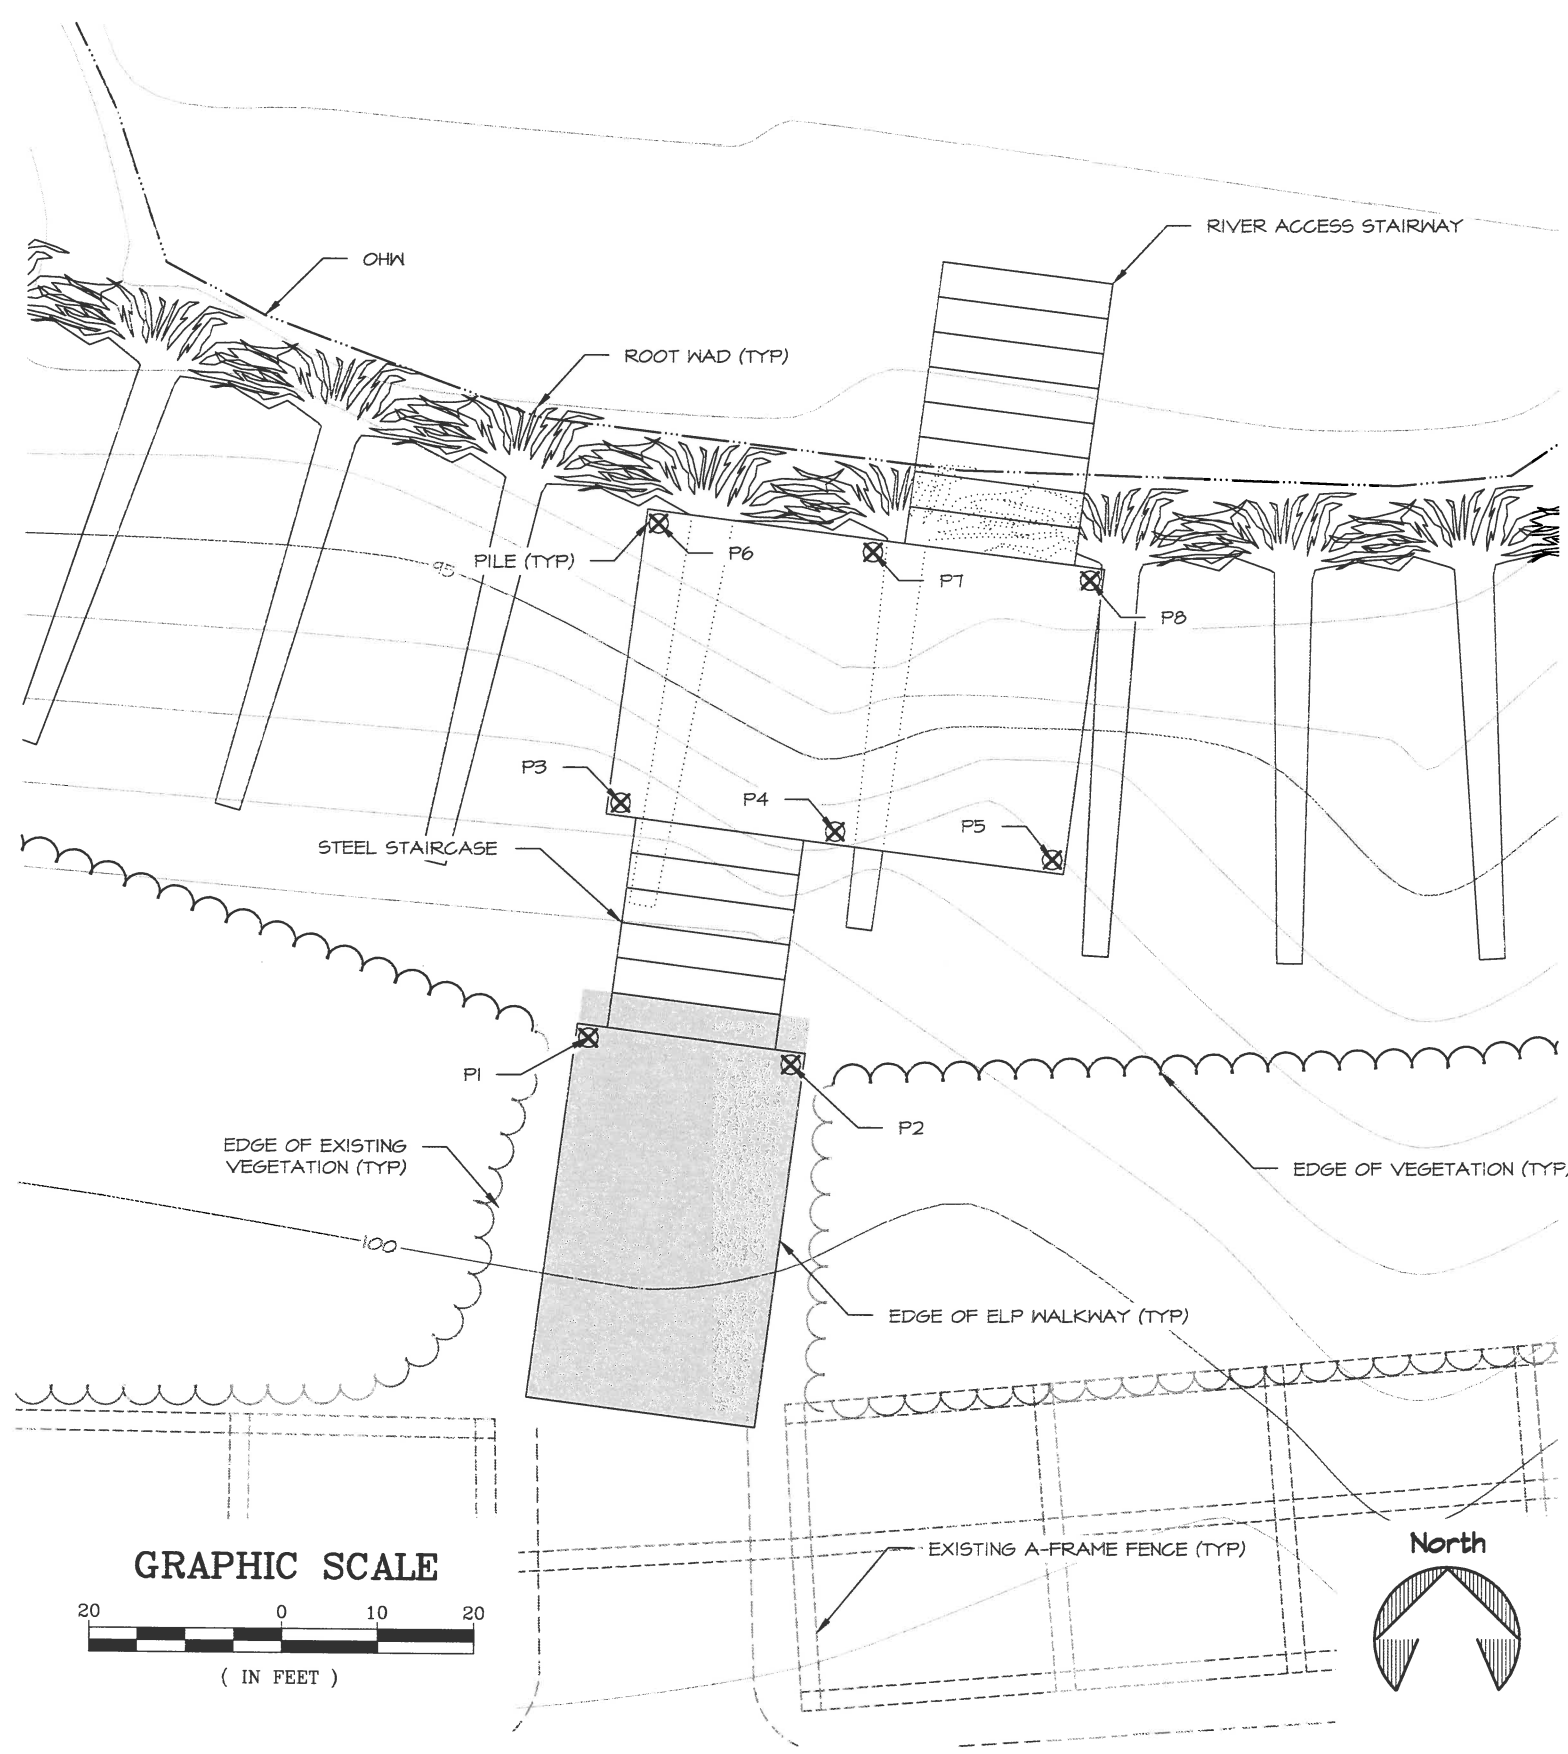 RIVER ACCESS STAIRWAY
OHW
ROOT WAD (TYP)
P6
PILE (TYP)
95
P7
P8
P3
P4
P5
STEEL STAIRCASE
P1
P2
EDGE OF EXISTING
VEGETATION (TYP)
EDGE OF VEGETATION (TYP)
100
EDGE OF ELP WALKWAY (TYP)
North
EXISTING A-FRAME FENCE (TYP)
GRAPHIC SCALE
20 0 10 20
( IN FEET )